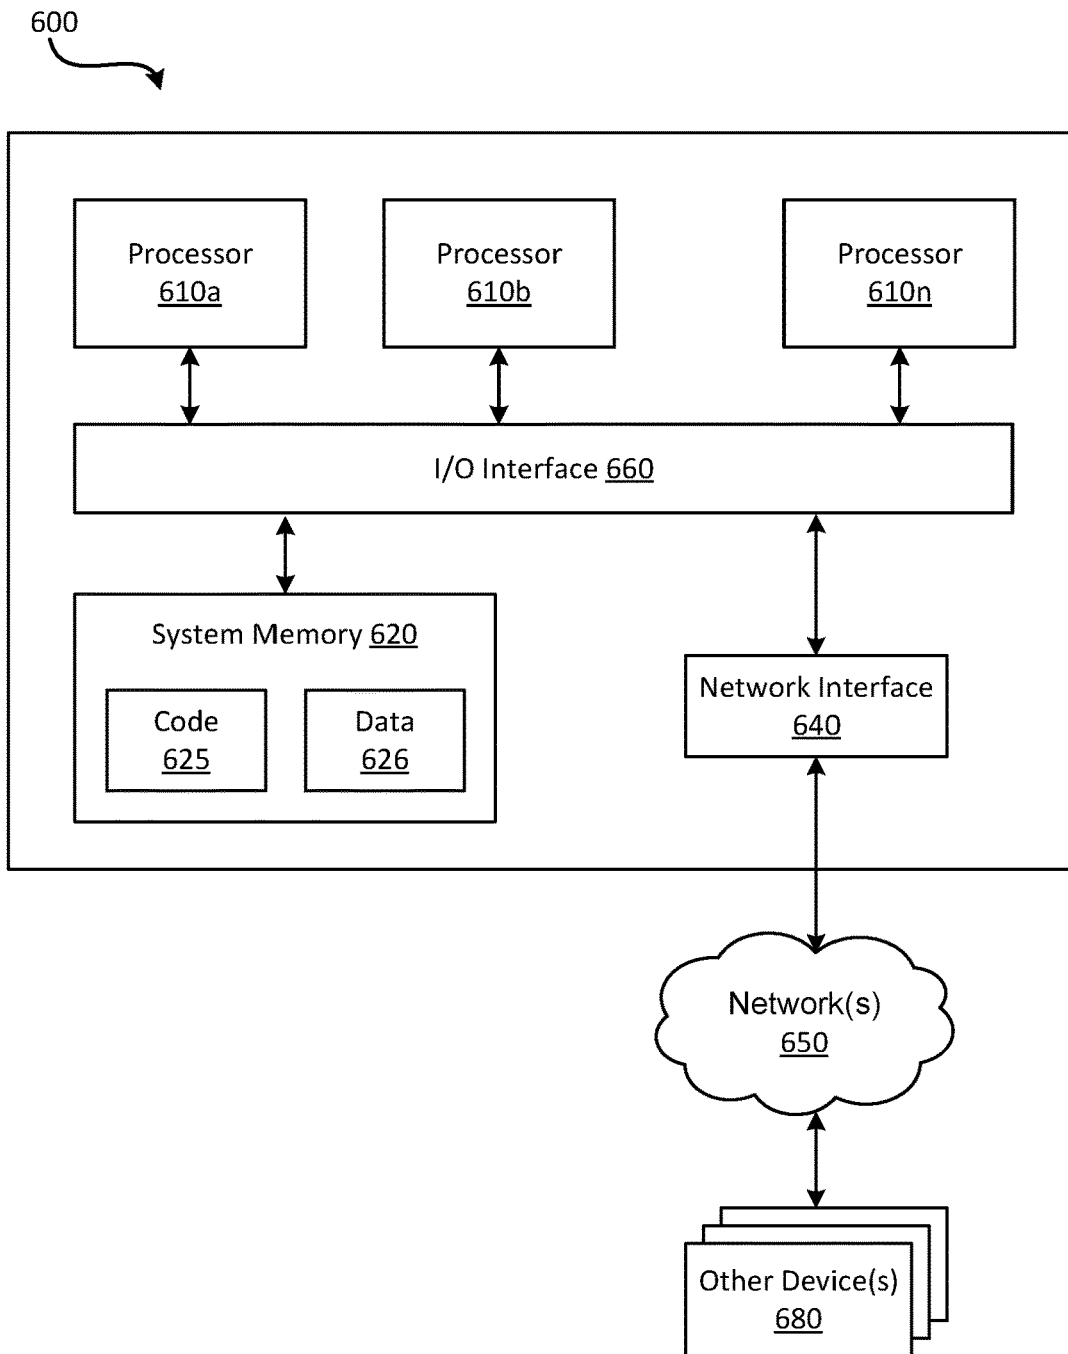 600
Processor
610a
Processor
610b
Processor
610n
I/O Interface 660
System Memory 620
Code
625
Data
626
Network Interface
640
Network(s)
650
Other Device(s)
680